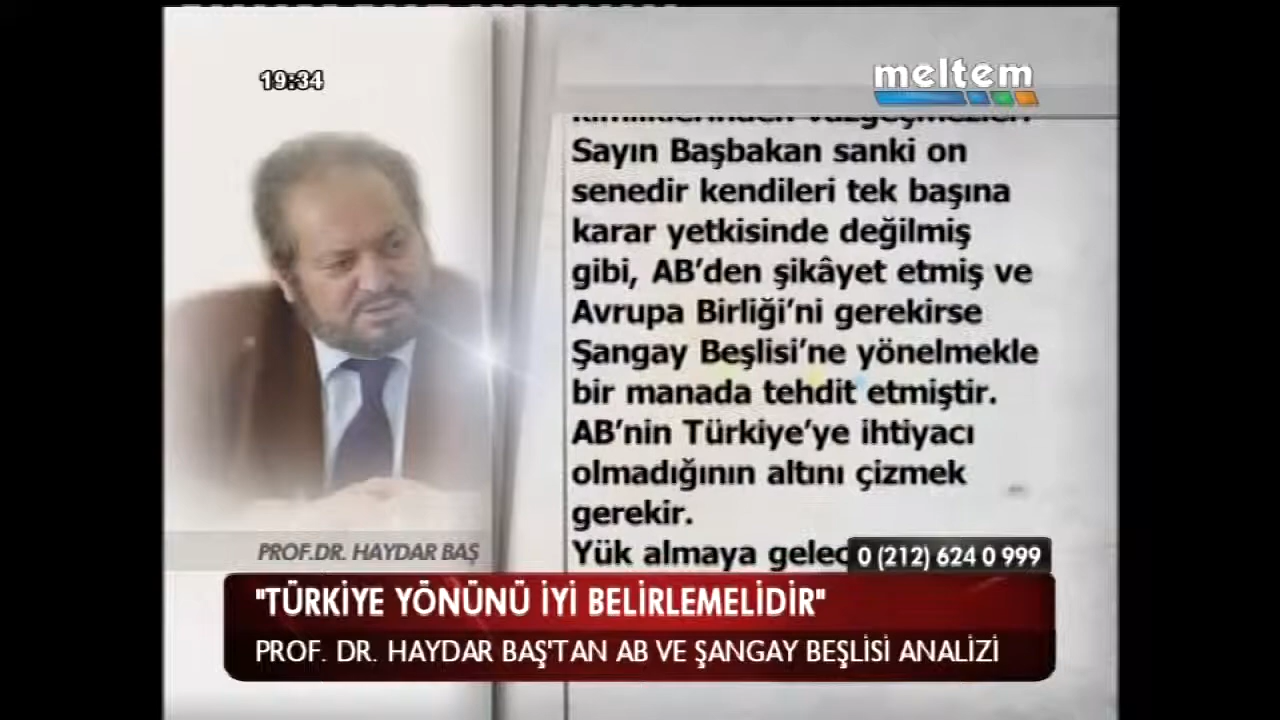 19:34
meltem
Sayın Başbakan sanki on
senedir kendileri tek başına
karar yetkisinde değilmiş
gibi, AB’den şikâyet etmiş ve
Avrupa Birliği’ni gerekirse
Şangay Beşlisi’ne yönelmekle
bir manada tehdit etmiştir.
AB’nin Türkiye’ye ihtiyacı
olmadığının altını çizmek
gerekir.
Yük almaya
0 (212) 624 0 999
PROF.DR. HAYDAR BAŞ
"TÜRKİYE YÖNÜNÜ İYİ BELİRLEMELİDİR"
PROF. DR. HAYDAR BAŞ'TAN AB VE ŞANGAY BEŞLİSİ ANALİZİ